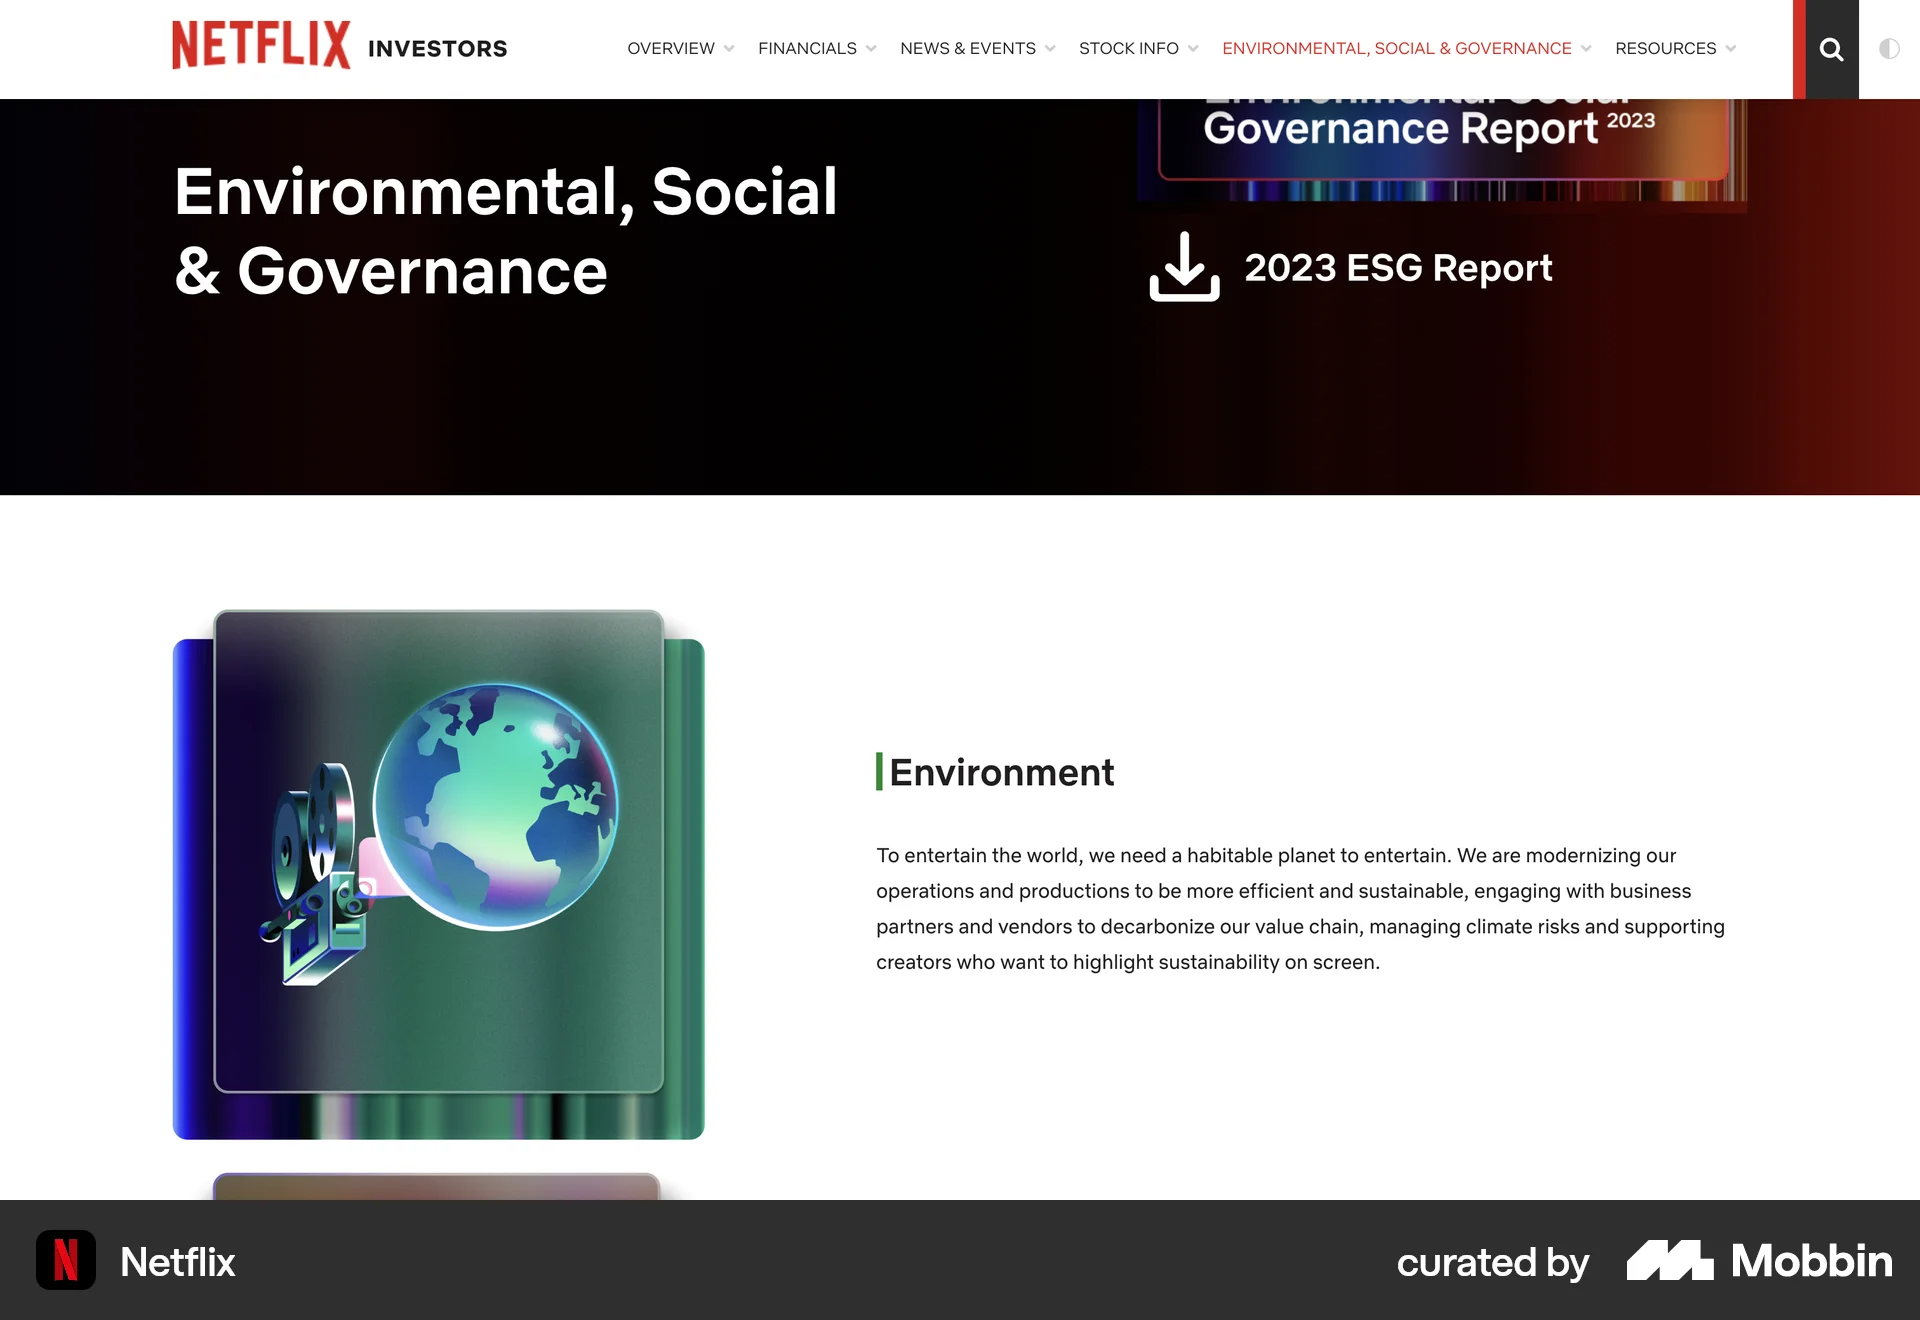 NETFLIX INVESTORS
OVERVIEW FINANCIALS NEWS & EVENTS STOCK INFO ENVIRONMENTAL, SOCIAL & GOVERNANCE RESOURCES
Environmental Social
Governance Report 2023
Environmental, Social
& Governance
2023 ESG Report
Environment
To entertain the world, we need a habitable planet to entertain. We are modernizing our
operations and productions to be more efficient and sustainable, engaging with business
partners and vendors to decarbonize our value chain, managing climate risks and supporting
creators who want to highlight sustainability on screen.
Netflix
curated by Mobbin